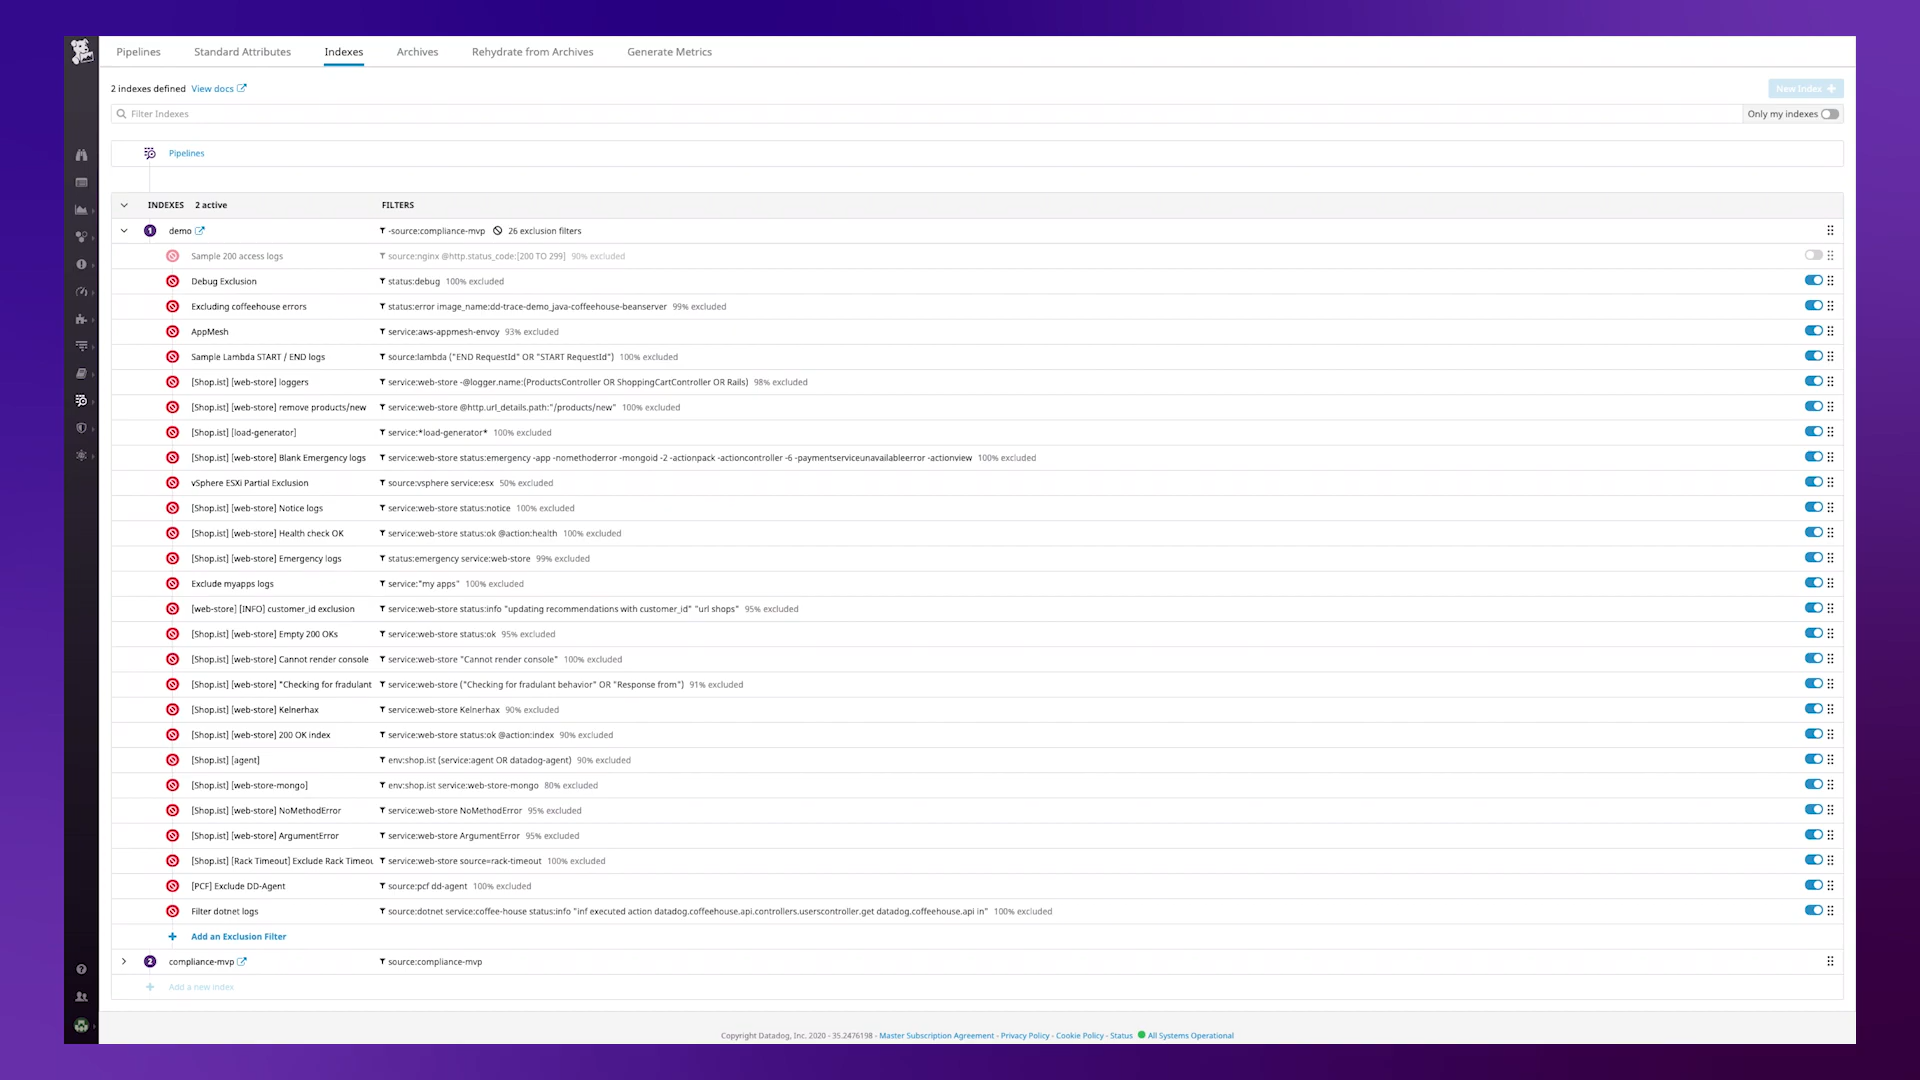 Pipelines Standard Attributes Indexes Archives Rehydrate from Archives Generate Metrics
2 indexes defined View docs New Index +
Filter Indexes Only my indexes
Pipelines
INDEXES 2 active FILTERS
1 demo -source:compliance-mvp 26 exclusion filters
Sample 200 access logs source:nginx @http.status_code:[200 TO 299] 90% excluded
Debug Exclusion status:debug 100% excluded
Excluding coffeehouse errors status:error image_name:dd-trace-demo_java-coffeehouse-beanserver 99% excluded
AppMesh service:aws-appmesh-envoy 93% excluded
Sample Lambda START / END logs source:lambda ("END RequestId" OR "START RequestId") 100% excluded
[Shop.ist] [web-store] loggers service:web-store -@logger.name:(ProductsController OR ShoppingCartController OR Rails) 98% excluded
[Shop.ist] [web-store] remove products/new service:web-store @http.url_details.path:"/products/new" 100% excluded
[Shop.ist] [load-generator] service:*load-generator* 100% excluded
[Shop.ist] [web-store] Blank Emergency logs service:web-store status:emergency -app -nomethoderror -mongoid -2 -actionpack -actioncontroller -6 -paymentserviceunavailableerror -actionview 100% excluded
vSphere ESXi Partial Exclusion source:vsphere service:esx 50% excluded
[Shop.ist] [web-store] Notice logs service:web-store status:notice 100% excluded
[Shop.ist] [web-store] Health check OK service:web-store status:ok @action:health 100% excluded
[Shop.ist] [web-store] Emergency logs status:emergency service:web-store 99% excluded
Exclude myapps logs service:"my apps" 100% excluded
[web-store] [INFO] customer_id exclusion service:web-store status:info "updating recommendations with customer_id" "url shops" 95% excluded
[Shop.ist] [web-store] Empty 200 OKs service:web-store status:ok 95% excluded
[Shop.ist] [web-store] Cannot render console service:web-store "Cannot render console" 100% excluded
[Shop.ist] [web-store] "Checking for fradulant service:web-store ("Checking for fradulant behavior" OR "Response from") 91% excluded
[Shop.ist] [web-store] Kelnerhax service:web-store Kelnerhax 90% excluded
[Shop.ist] [web-store] 200 OK index service:web-store status:ok @action:index 90% excluded
[Shop.ist] [agent] env:shop.ist (service:agent OR datadog-agent) 90% excluded
[Shop.ist] [web-store-mongo] env:shop.ist service:web-store-mongo 80% excluded
[Shop.ist] [web-store] NoMethodError service:web-store NoMethodError 95% excluded
[Shop.ist] [web-store] ArgumentError service:web-store ArgumentError 95% excluded
[Shop.ist] [Rack Timeout] Exclude Rack Timeou service:web-store source=rack-timeout 100% excluded
[PCF] Exclude DD-Agent source:pcf dd-agent 100% excluded
Filter dotnet logs source:dotnet service:coffee-house status:info "inf executed action datadog.coffeehouse.api.controllers.userscontroller.get datadog.coffeehouse.api in" 100% excluded
+ Add an Exclusion Filter
2 compliance-mvp source:compliance-mvp
+ Add a new index
Copyright Datadog, Inc. 2020 - 35.2476198 - Master Subscription Agreement - Privacy Policy - Cookie Policy - Status All Systems Operational